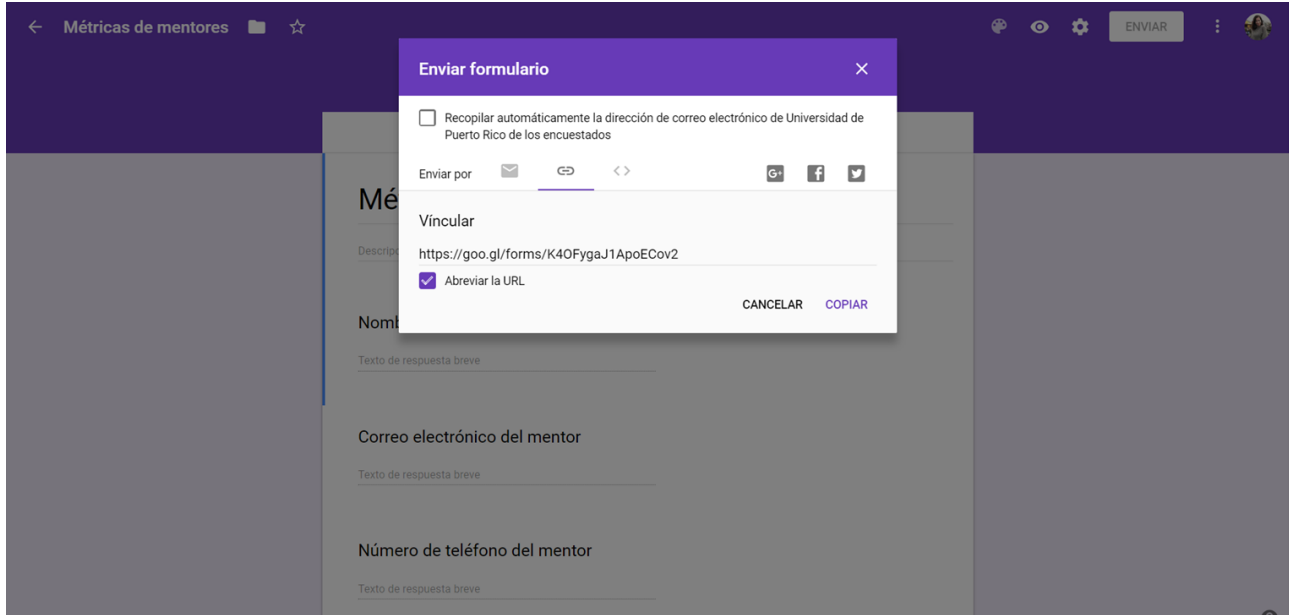 Métricas de mentores
ENVIAR
Enviar formulario
Recopilar automáticamente la dirección de correo electrónico de Universidad de
Puerto Rico de los encuestados
Enviar por
G+
Mé
Víncular
Descripc
https://goo.gl/forms/K4OFygaJ1ApoECov2
Abreviar la URL
CANCELAR COPIAR
Nomb
Texto de respuesta breve
Correo electrónico del mentor
Texto de respuesta breve
Número de teléfono del mentor
Texto de respuesta breve